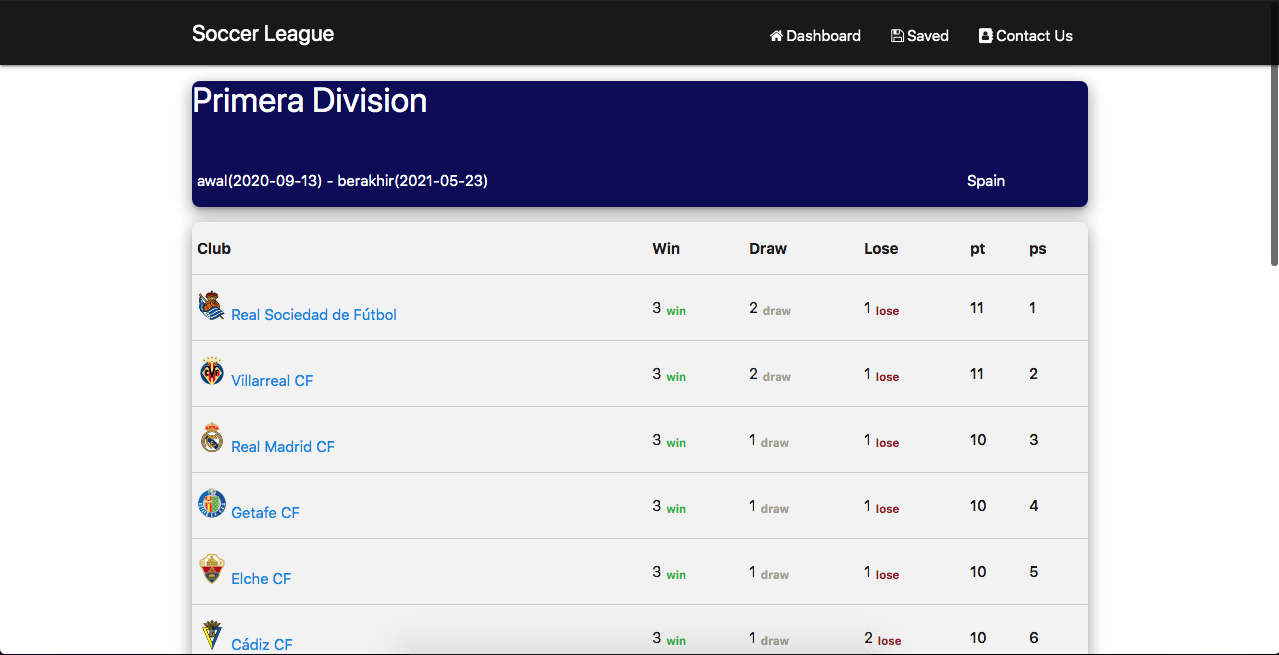 Soccer League Dashboard Saved Contact Us
Primera Division
awal(2020-09-13) - berakhir(2021-05-23) Spain
Club Win Draw Lose pt ps
Real Sociedad de Fútbol 3 win 2 draw 1 lose 11 1
Villarreal CF 3 win 2 draw 1 lose 11 2
Real Madrid CF 3 win 1 draw 1 lose 10 3
Getafe CF 3 win 1 draw 1 lose 10 4
Elche CF 3 win 1 draw 1 lose 10 5
Cádiz CF 3 win 1 draw 2 lose 10 6